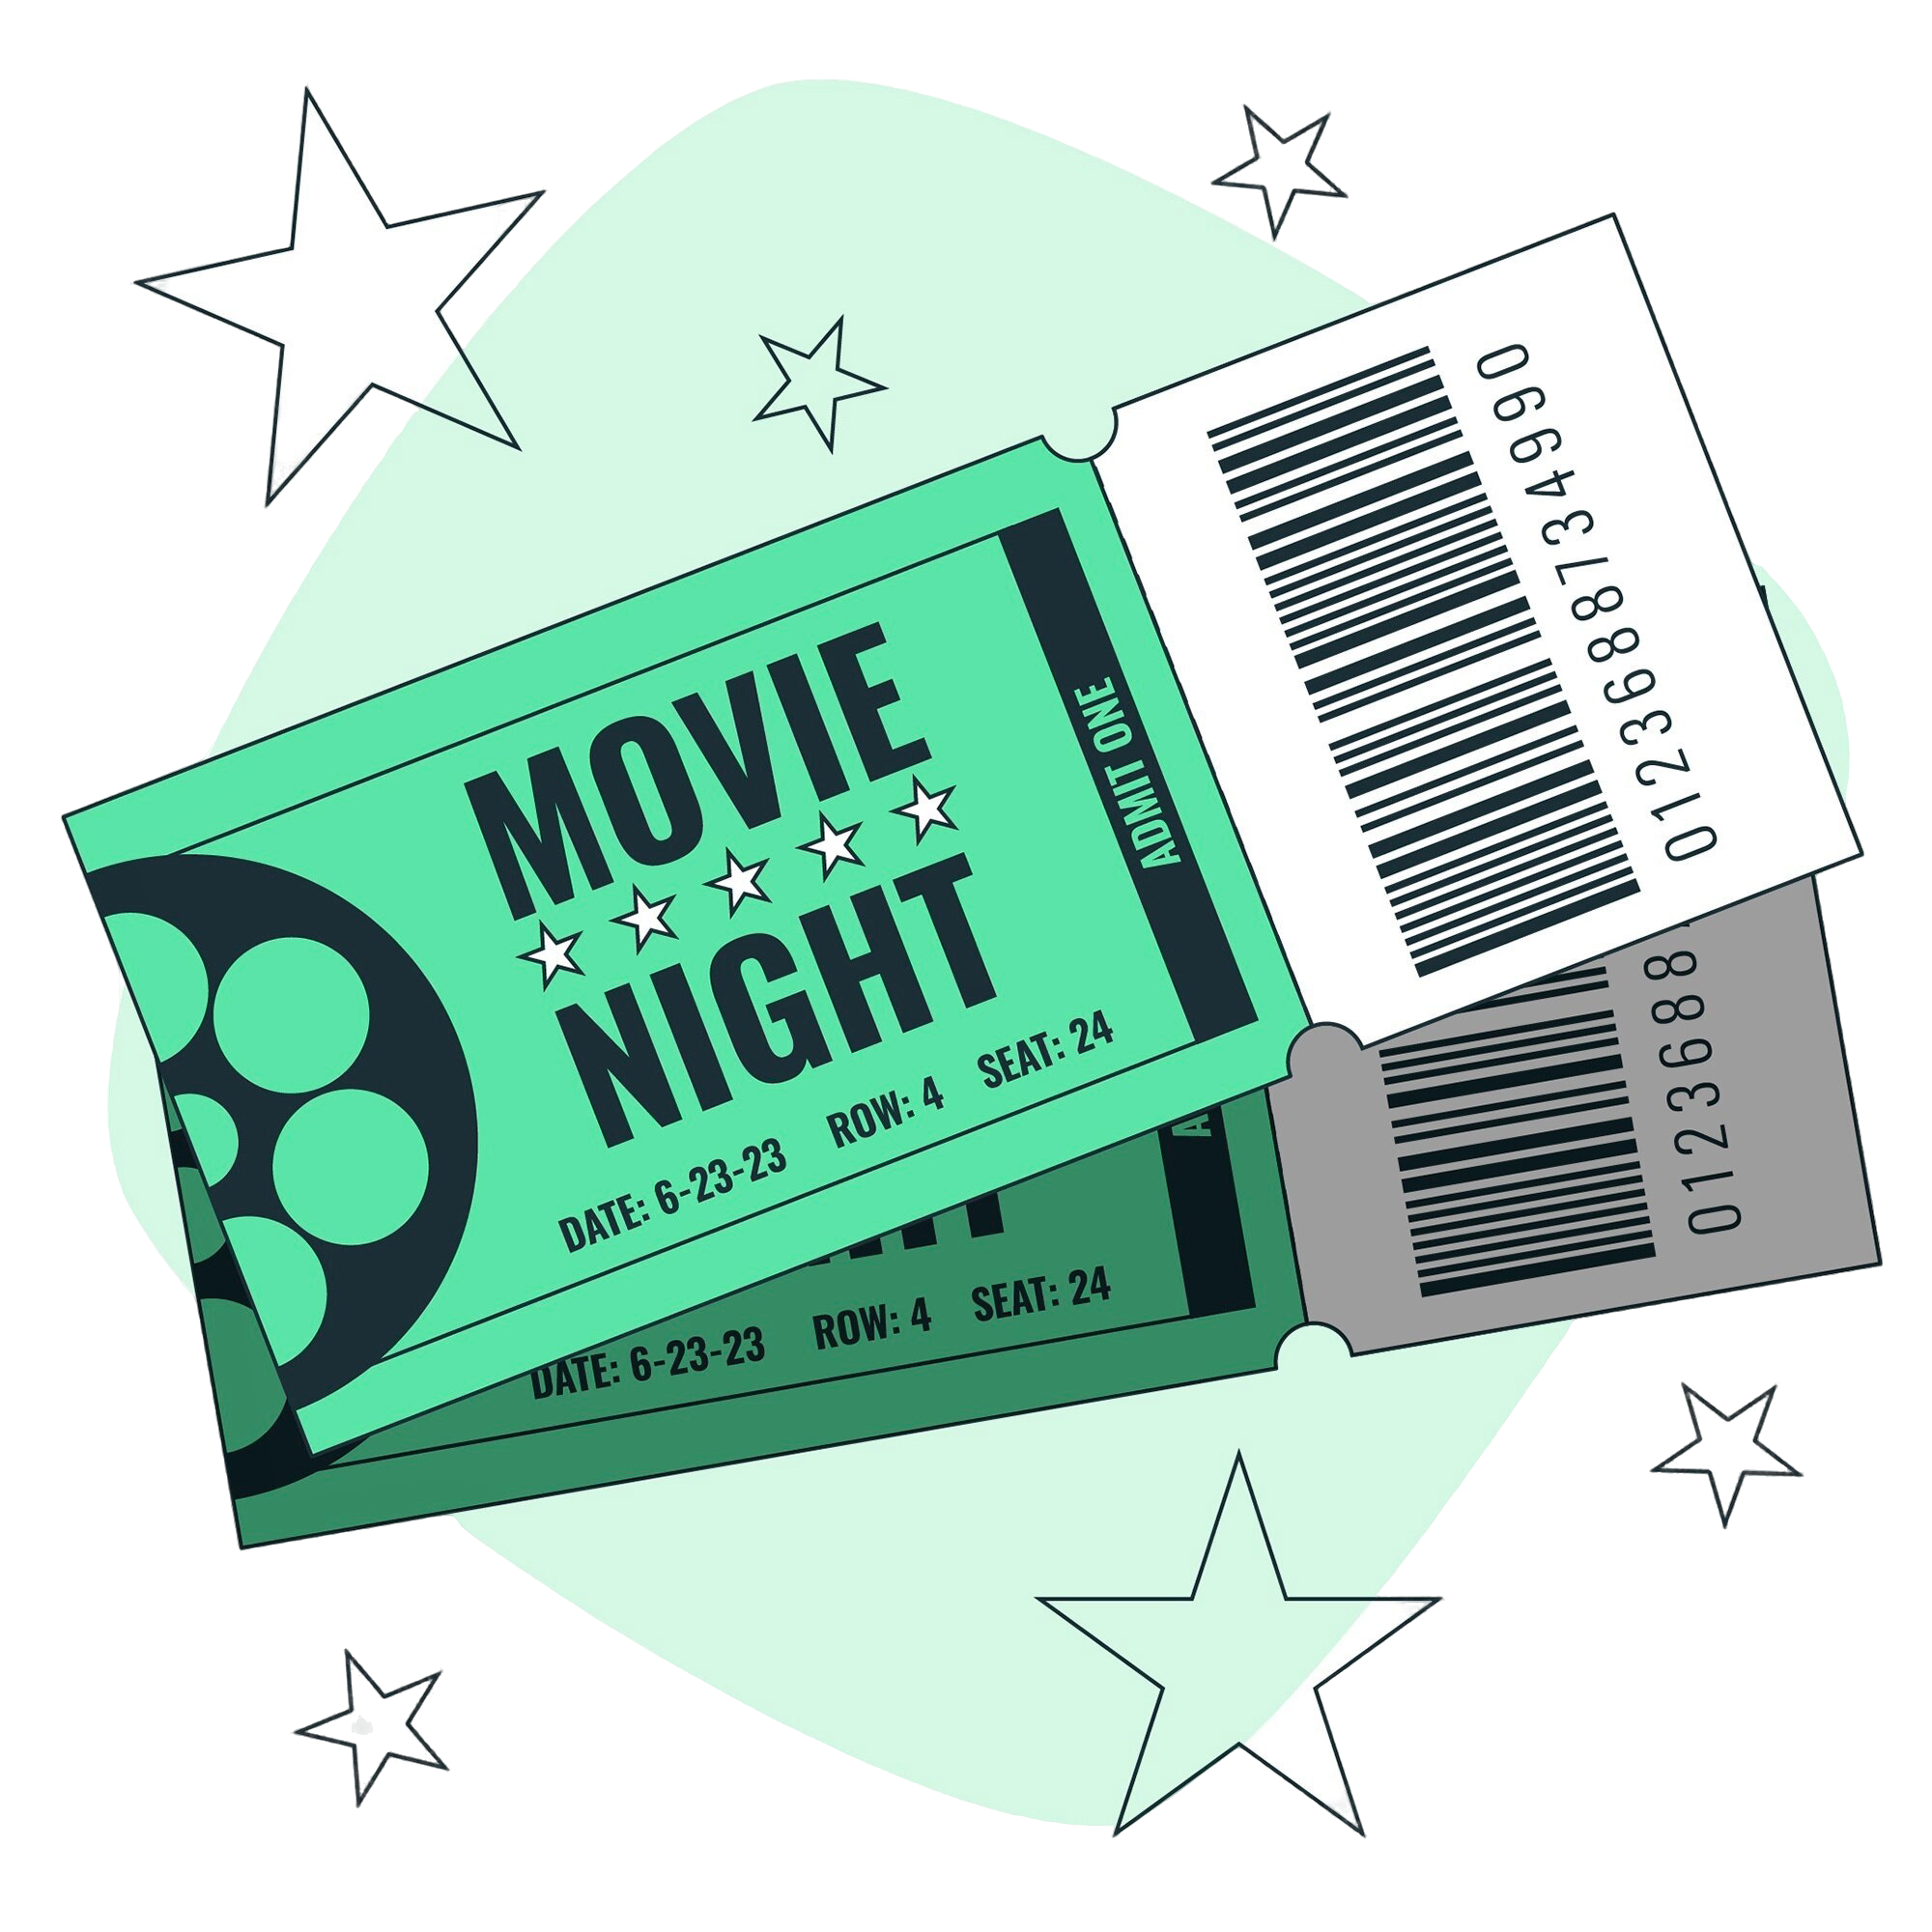 MOVIE
NIGHT
DATE: 6-23-23 ROW: 4 SEAT: 24
ADMIT ONE
0123688734990
DATE: 6-23-23 ROW: 4 SEAT: 24
A
0123688